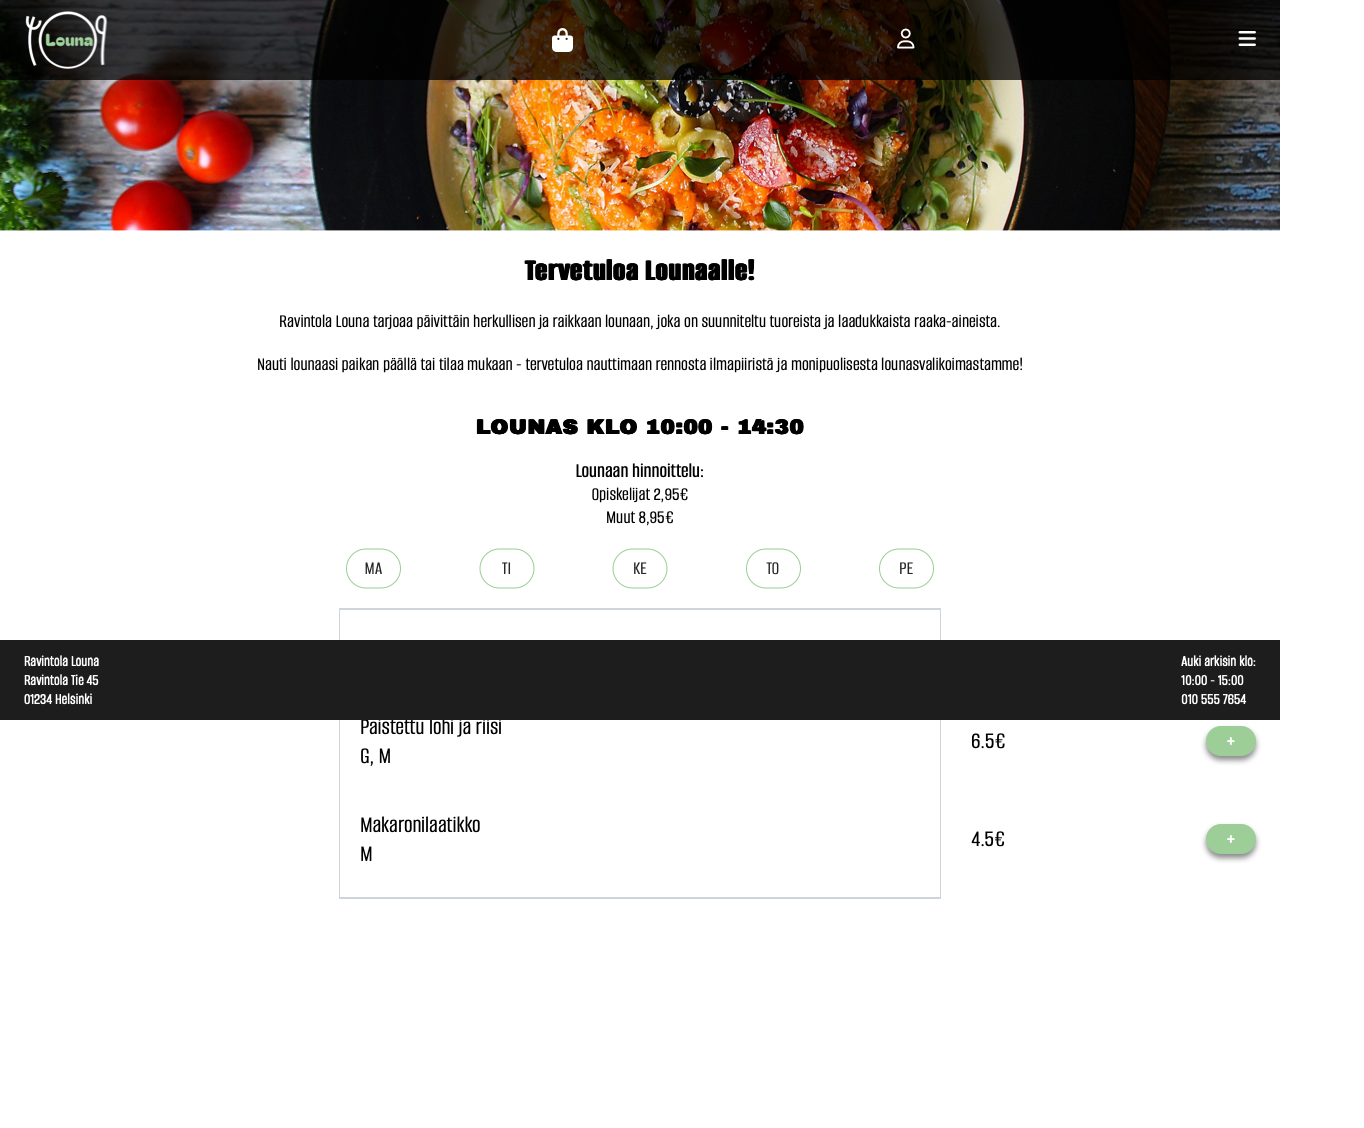 Louna
Tervetuloa Lounaalle!
Ravintola Louna tarjoaa päivittäin herkullisen ja raikkaan lounaan, joka on suunniteltu tuoreista ja laadukkaista raaka-aineista.
Nauti lounaasi paikan päällä tai tilaa mukaan - tervetuloa nauttimaan rennosta ilmapiiristä ja monipuolisesta lounasvalikoimastamme!
LOUNAS KLO 10:00 - 14:30
Lounaan hinnoittelu:
Opiskelijat 2,95€
Muut 8,95€
MA TI KE TO PE
Ravintola Louna
Ravintola Tie 45
01234 Helsinki
Auki arkisin klo:
10:00 - 15:00
010 555 7654
Paistettu lohi ja riisi
G, M
6.5€ +
Makaronilaatikko
M
4.5€ +